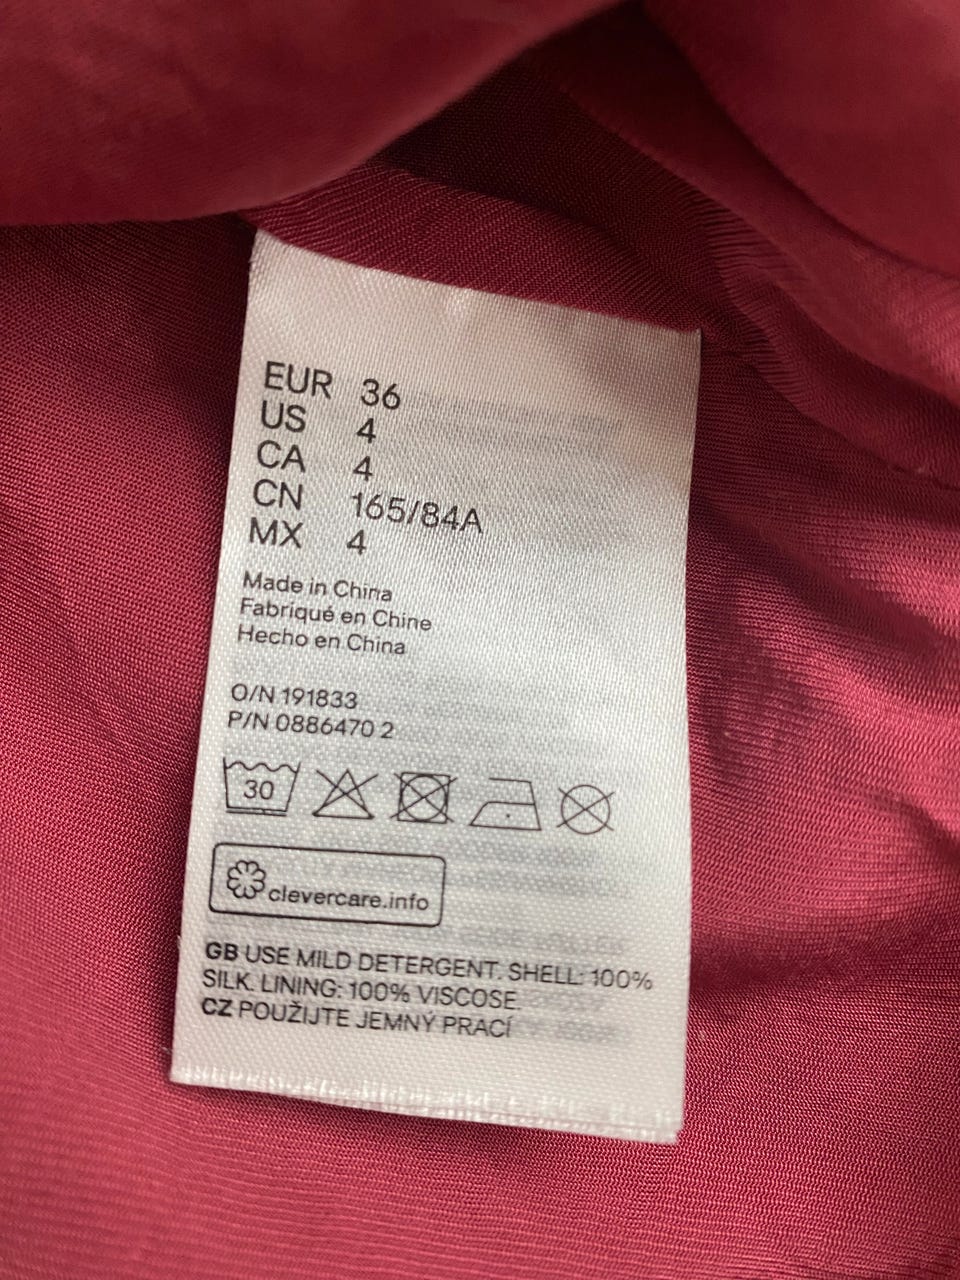 EUR 36
US 4
CA 4
CN 165/84A
MX 4
Made in China
Fabriqué en Chine
Hecho en China
O/N 191833
P/N 0886470 2
30
clevercare.info
GB USE MILD DETERGENT. SHELL: 100%
SILK. LINING: 100% VISCOSE.
CZ POUŽIJTE JEMNÝ PRACÍ